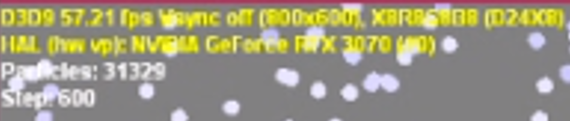 D3D9 57.21 fps Vsync off (800x600), X8R8G8B8 (D24X8)
HAL (hw vp): NVIDIA GeForce RTX 3070 (#0)
Particles: 31329
Step: 600